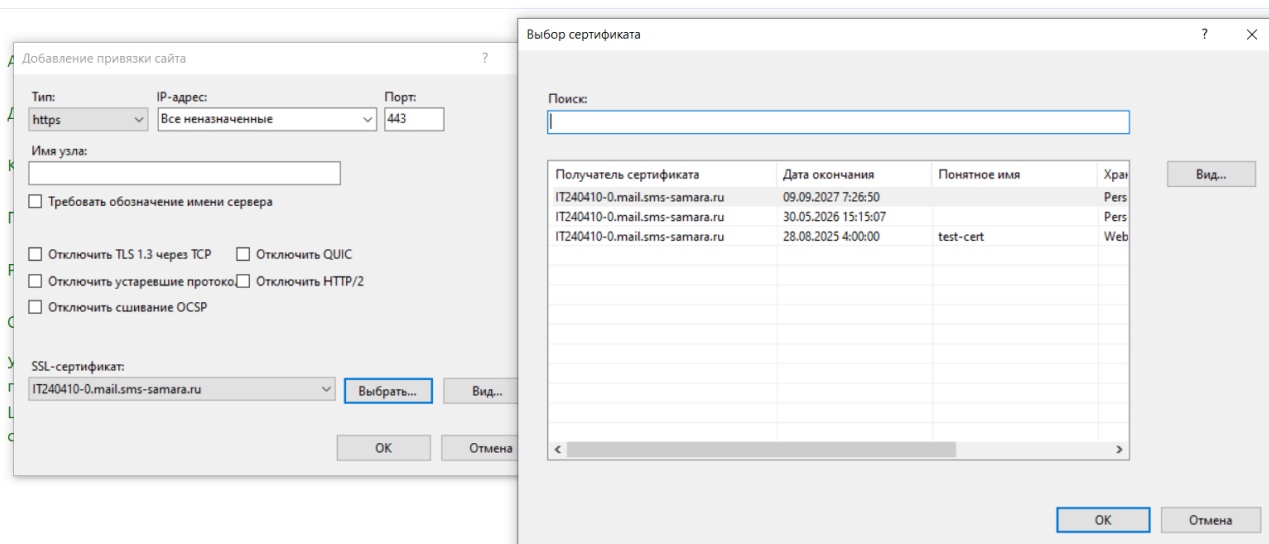 Добавление привязки сайта
?
Тип:
IP-адрес:
Порт:
https
Все неназначенные
443
Имя узла:
Требовать обозначение имени сервера
Отключить TLS 1.3 через TCP
Отключить QUIC
Отключить устаревшие протоко
Отключить HTTP/2
Отключить сшивание OCSP
SSL-сертификат:
IT240410-0.mail.sms-samara.ru
Выбрать...
Вид...
OK
Отмена
Выбор сертификата
?
Поиск:
Получатель сертификата Дата окончания Понятное имя Хран
IT240410-0.mail.sms-samara.ru 09.09.2027 7:26:50 Pers
IT240410-0.mail.sms-samara.ru 30.05.2026 15:15:07 Pers
IT240410-0.mail.sms-samara.ru 28.08.2025 4:00:00 test-cert Web
Вид...
OK
Отмена